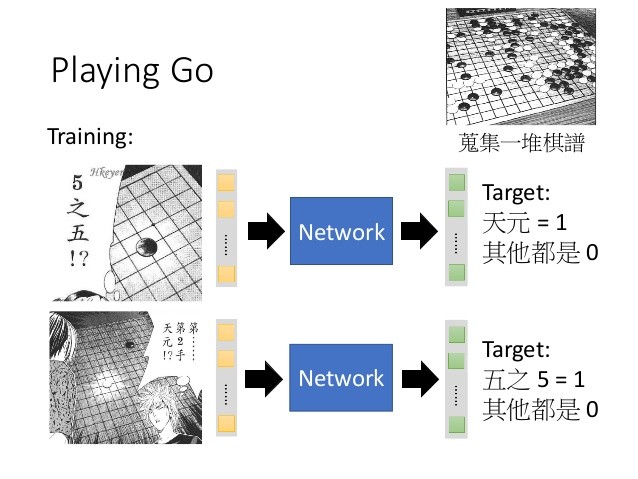 Playing Go
蒐集一堆棋譜
Training:
Hkeyer
5之五!?
Network
Target:
天元 = 1
其他都是 0
第……
第2手
天元!?
Network
Target:
五之 5 = 1
其他都是 0